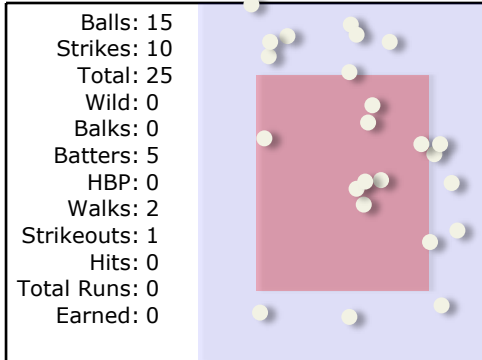 Balls: 15
Strikes: 10
Total: 25
Wild: 0
Balks: 0
Batters: 5
HBP: 0
Walks: 2
Strikeouts: 1
Hits: 0
Total Runs: 0
Earned: 0